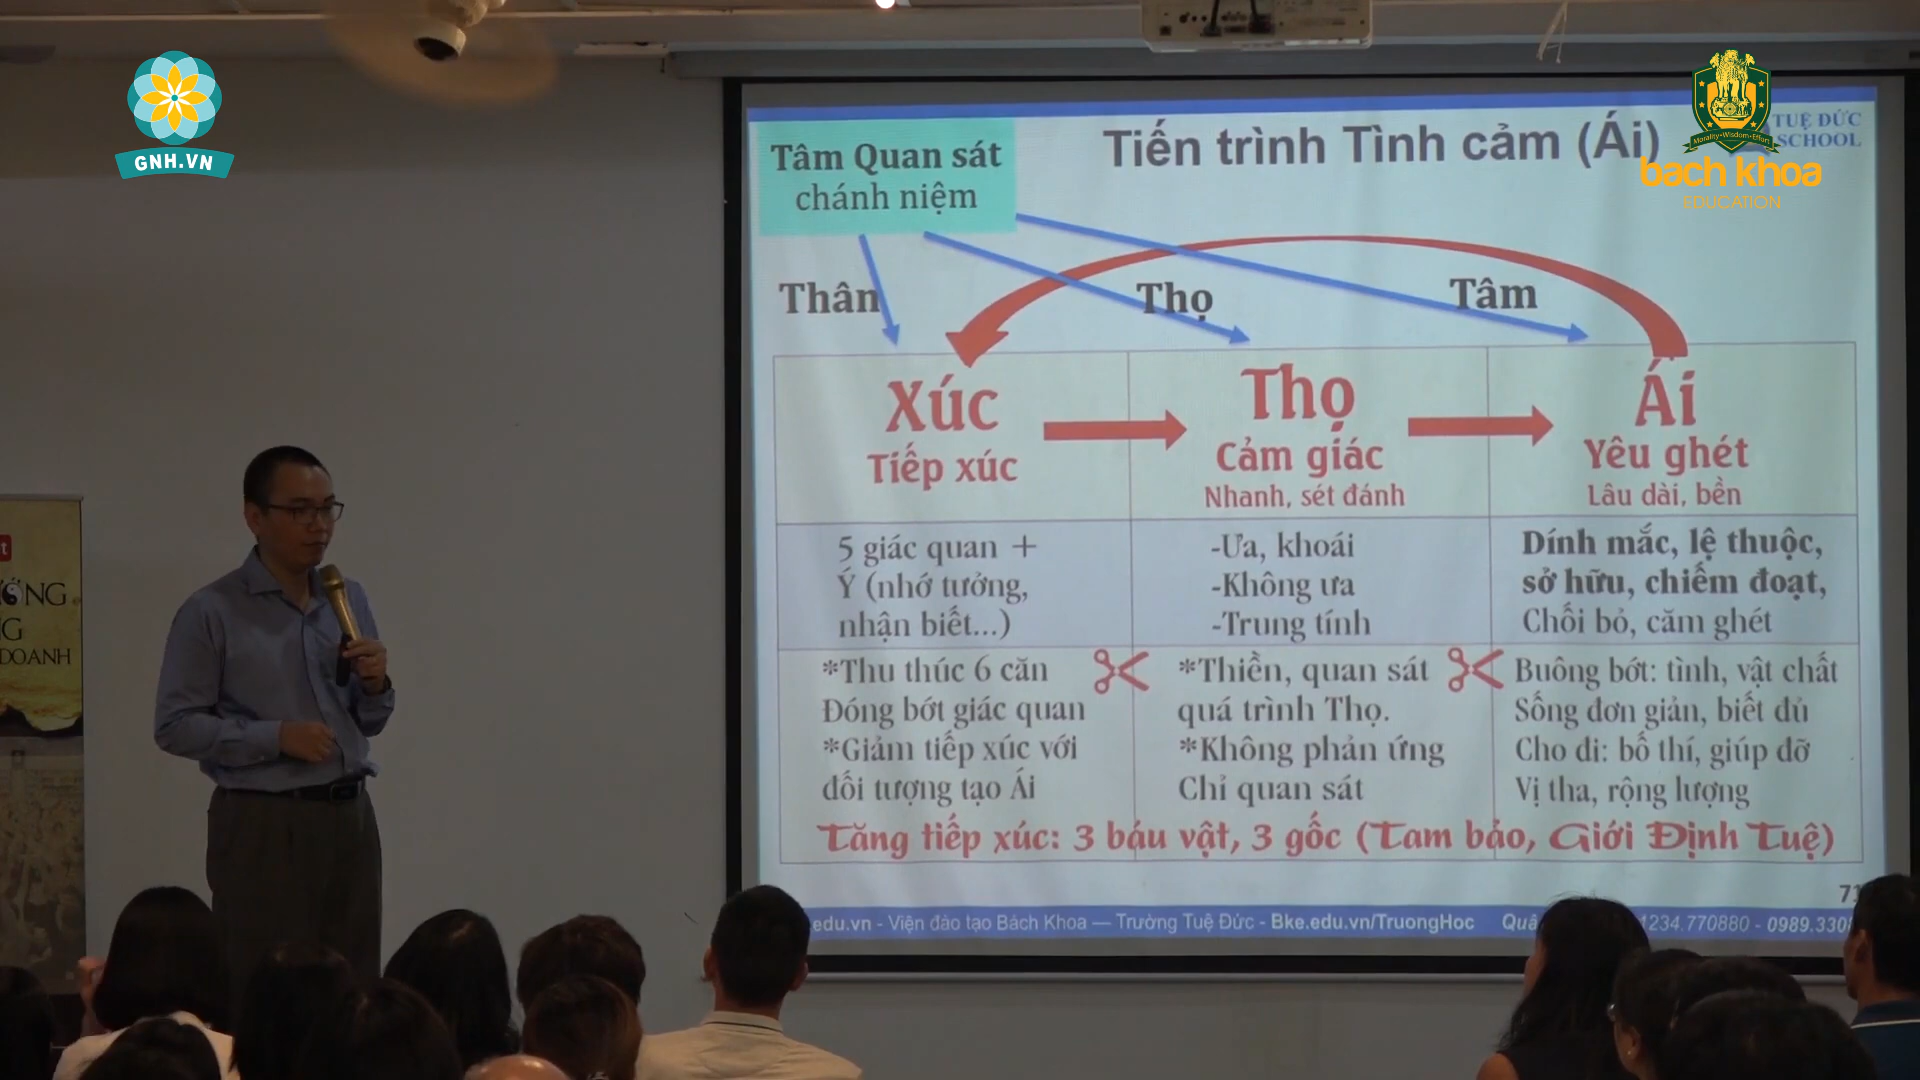 GNH.VN
Tiến trình Tình cảm (Ái)
TUỆ ĐỨC
SCHOOL
Morality•Wisdom•Effort
bach khoa
EDUCATION
Tâm Quan sát
chánh niệm
Thân
Thọ
Tâm
Xúc
Tiếp xúc
Thọ
Cảm giác
Nhanh, sét đánh
Ái
Yêu ghét
Lâu dài, bền
5 giác quan +
Ý (nhớ tưởng,
nhận biết...)
-Ưa, khoái
-Không ưa
-Trung tính
Dính mắc, lệ thuộc,
sở hữu, chiếm đoạt,
Chối bỏ, căm ghét
*Thu thúc 6 căn
Đóng bớt giác quan
*Giảm tiếp xúc với
đối tượng tạo Ái
*Thiền, quan sát
quá trình Thọ.
*Không phản ứng
Chỉ quan sát
Buông bớt: tình, vật chất
Sống đơn giản, biết đủ
Cho đi: bố thí, giúp đỡ
Vị tha, rộng lượng
Tăng tiếp xúc: 3 báu vật, 3 gốc (Tam bảo, Giới Định Tuệ)
edu.vn - Viện đào tạo Bách Khoa — Trường Tuệ Đức - Bke.edu.vn/TruongHoc
1234.770880 - 0989.330
DOANH